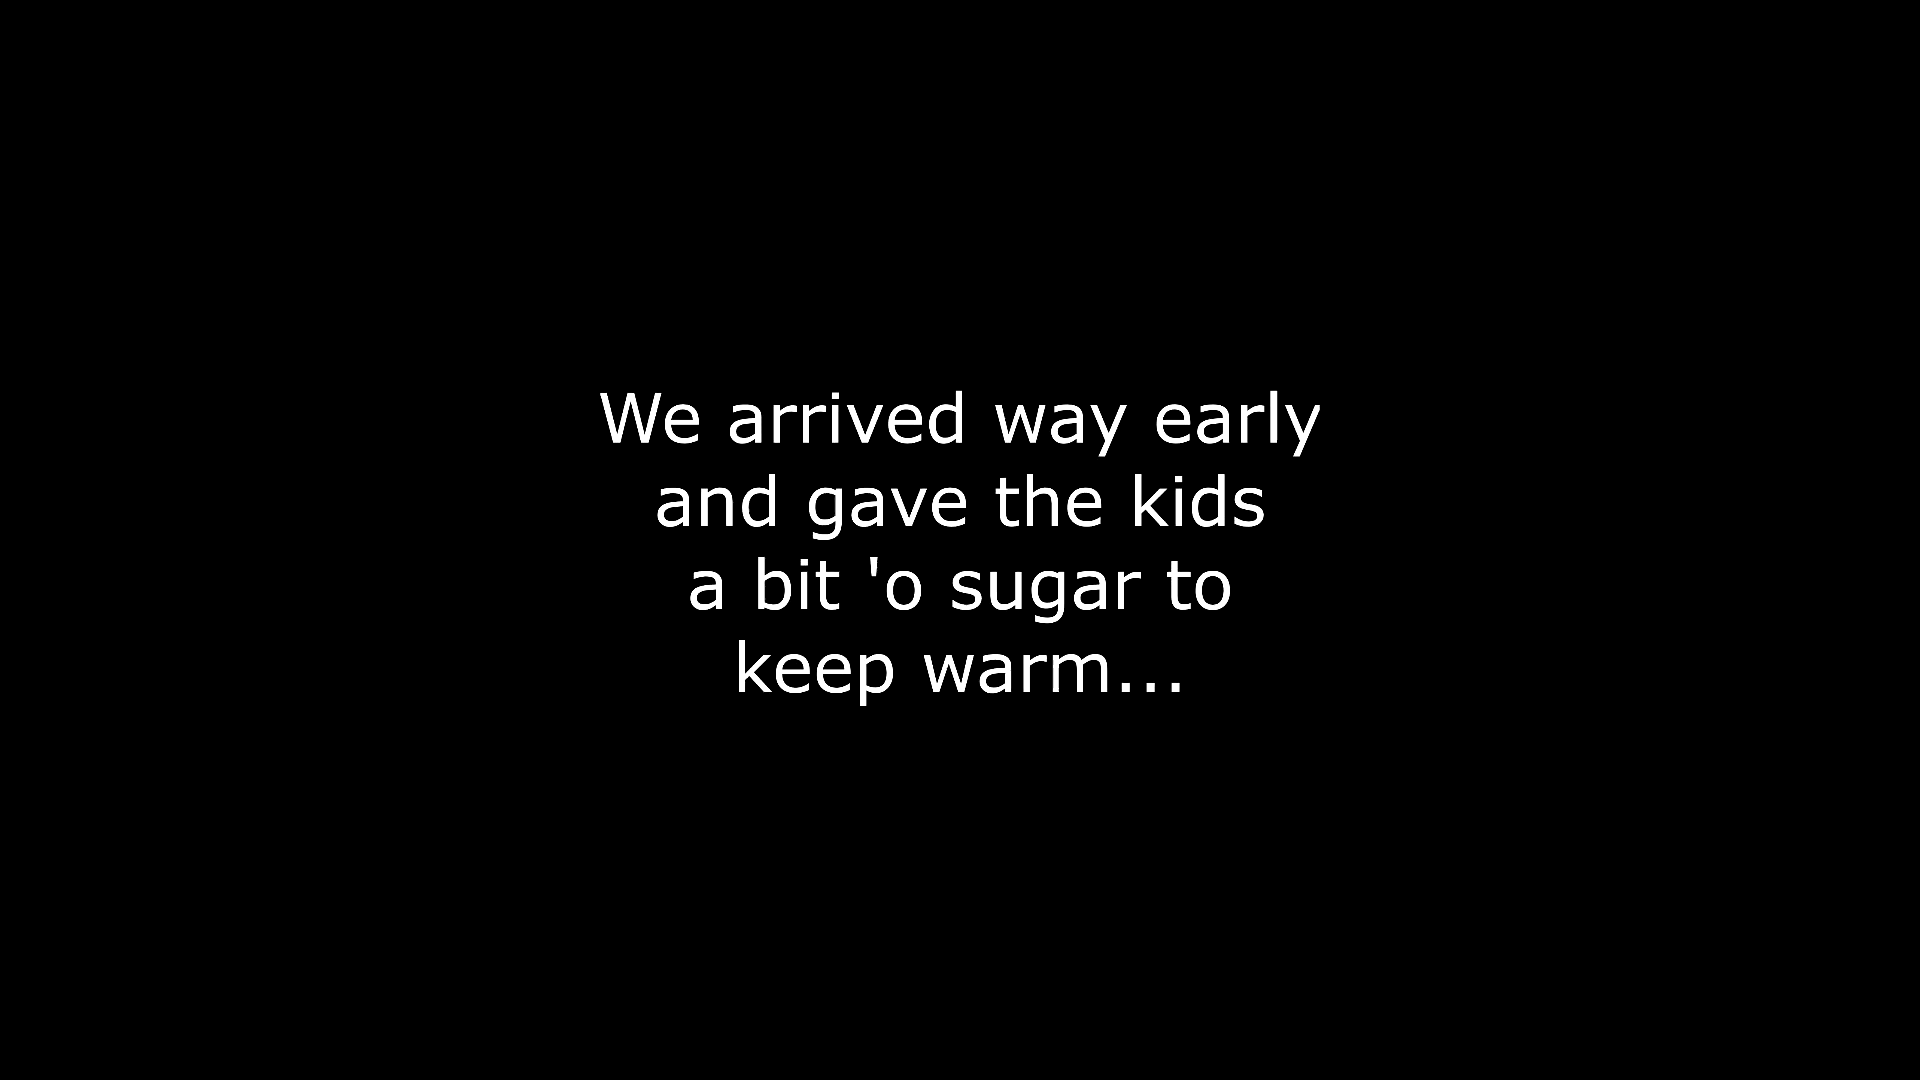 We arrived way early
and gave the kids
a bit 'o sugar to
keep warm...